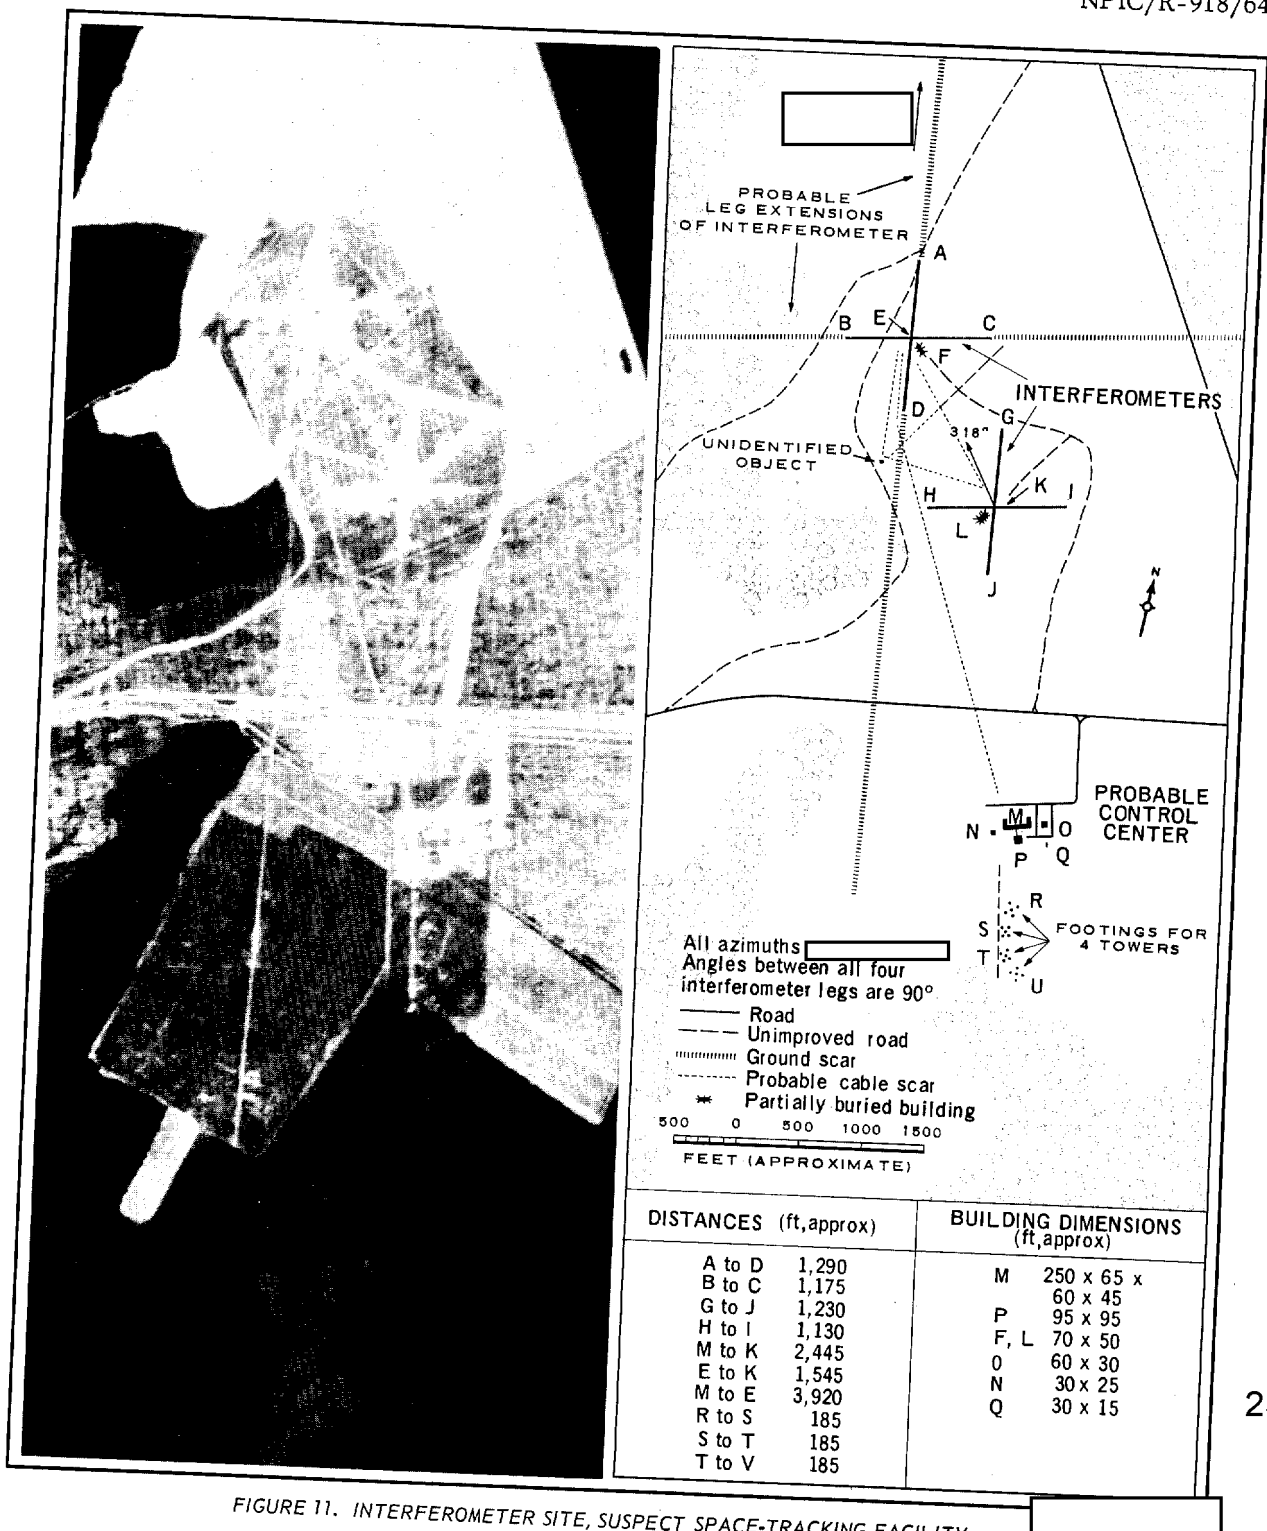 NPIC/R-918/64
PROBABLE
LEG EXTENSIONS
OF INTERFEROMETER
A
B
E
C
F
INTERFEROMETERS
D
G
318°
UNIDENTIFIED
OBJECT
H
K
I
L
J
N
PROBABLE
CONTROL
CENTER
M
N
O
P
Q
R
S
T
U
FOOTINGS FOR
4 TOWERS
All azimuths
Angles between all four
interferometer legs are 90°
Road
Unimproved road
Ground scar
Probable cable scar
Partially buried building
500 0 500 1000 1500
FEET (APPROXIMATE)
DISTANCES (ft,approx)
A to D 1,290
B to C 1,175
G to J 1,230
H to I 1,130
M to K 2,445
E to K 1,545
M to E 3,920
R to S 185
S to T 185
T to V 185
BUILDING DIMENSIONS
(ft,approx)
M 250 x 65 x
60 x 45
P 95 x 95
F, L 70 x 50
O 60 x 30
N 30 x 25
Q 30 x 15
FIGURE 11. INTERFEROMETER SITE, SUSPECT SPACE-TRACKING FACILITY